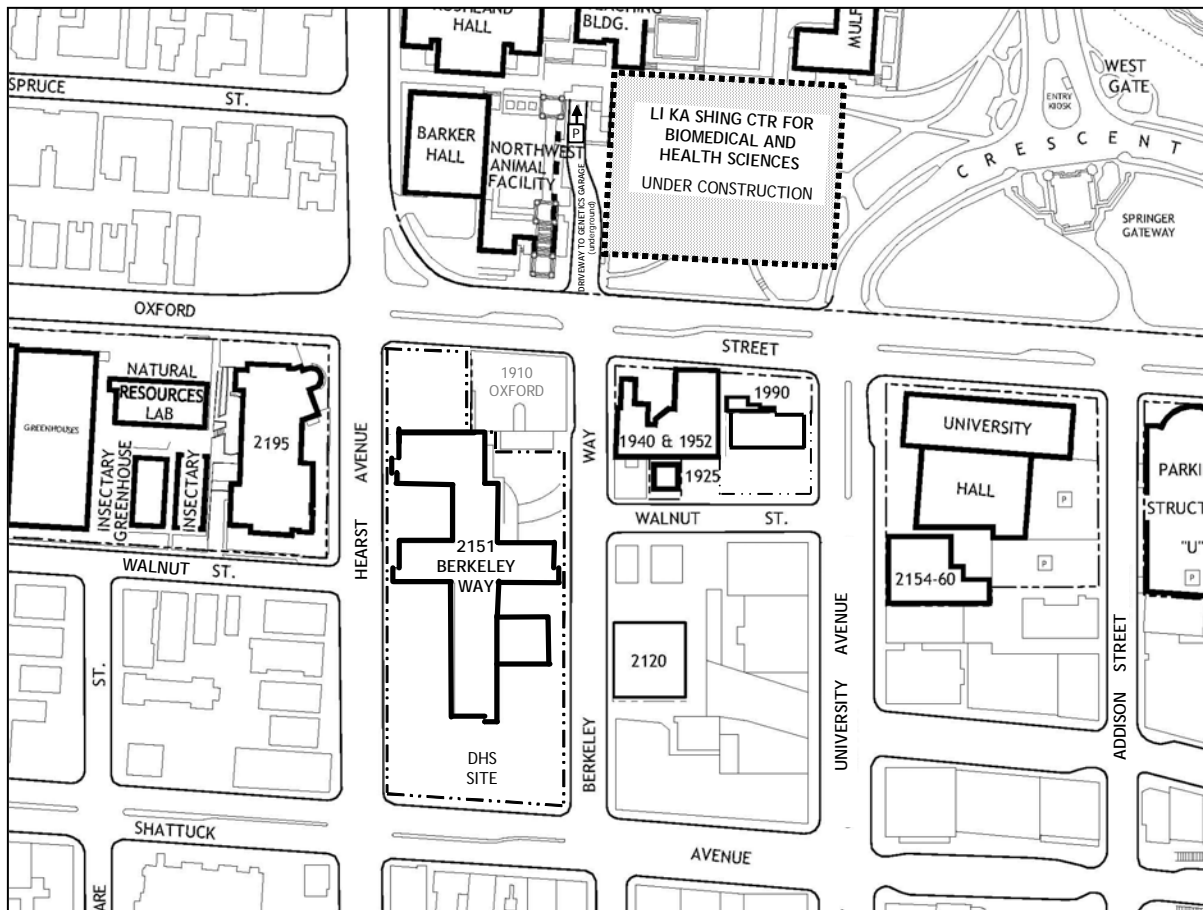 HALL
BLDG.
MULF
SPRUCE
ST.
WEST
GATE
ENTRY
KIOSK
LI KA SHING CTR FOR
BIOMEDICAL AND
HEALTH SCIENCES
UNDER CONSTRUCTION
BARKER
HALL
P
NORTHWEST
ANIMAL
FACILITY
DRIVEWAY TO GENETICS GARAGE
(underground)
CRESCENT
SPRINGER
GATEWAY
OXFORD
STREET
NATURAL
RESOURCES
LAB
GREENHOUSES
2195
INSECTARY
GREENHOUSE
INSECTARY
HEARST AVENUE
1910
OXFORD
WAY
1940 & 1952
1990
1925
UNIVERSITY
HALL
P
P
PARKI
STRUCT
"U"
P
WALNUT ST.
WALNUT ST.
2151
BERKELEY
WAY
2154-60
2120
ST.
DHS
SITE
BERKELEY
UNIVERSITY AVENUE
ADDISON STREET
SHATTUCK
AVENUE
ARE